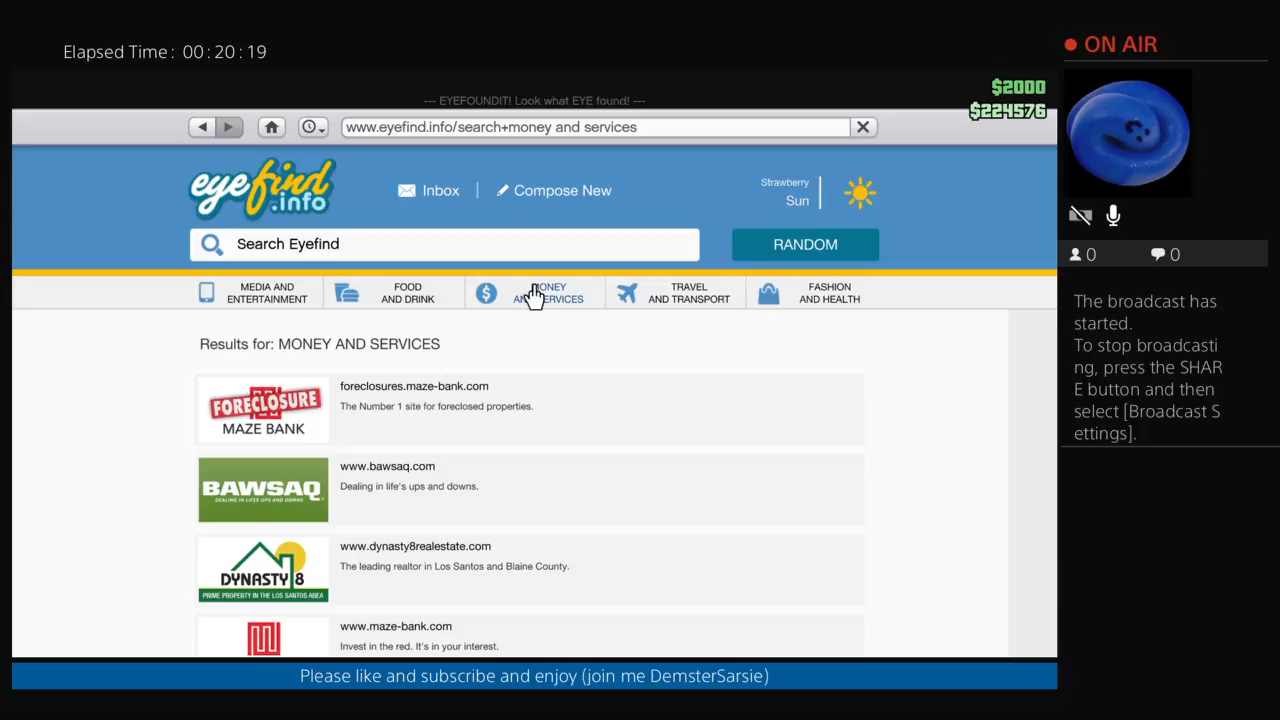 Elapsed Time: 00:20:19
ON AIR
--- EYEFOUNDIT! Look what EYE found! ---
$2000
$224576
www.eyefind.info/search+money and services
eyefind.info
Inbox
Compose New
Strawberry
Sun
Search Eyefind
RANDOM
MEDIA AND
ENTERTAINMENT
FOOD
AND DRINK
MONEY
AND SERVICES
TRAVEL
AND TRANSPORT
FASHION
AND HEALTH
Results for: MONEY AND SERVICES
FORECLOSURE
MAZE BANK
foreclosures.maze-bank.com
The Number 1 site for foreclosed properties.
BAWSAQ
DEALING IN LIFE'S UPS AND DOWNS
www.bawsaq.com
Dealing in life's ups and downs.
DYNASTY 8
PRIME PROPERTY IN THE LOS SANTOS AREA
www.dynasty8realestate.com
The leading realtor in Los Santos and Blaine County.
www.maze-bank.com
Invest in the red. It's in your interest.
0
0
The broadcast has
started.
To stop broadcasti
ng, press the SHAR
E button and then
select [Broadcast S
ettings].
Please like and subscribe and enjoy (join me DemsterSarsie)